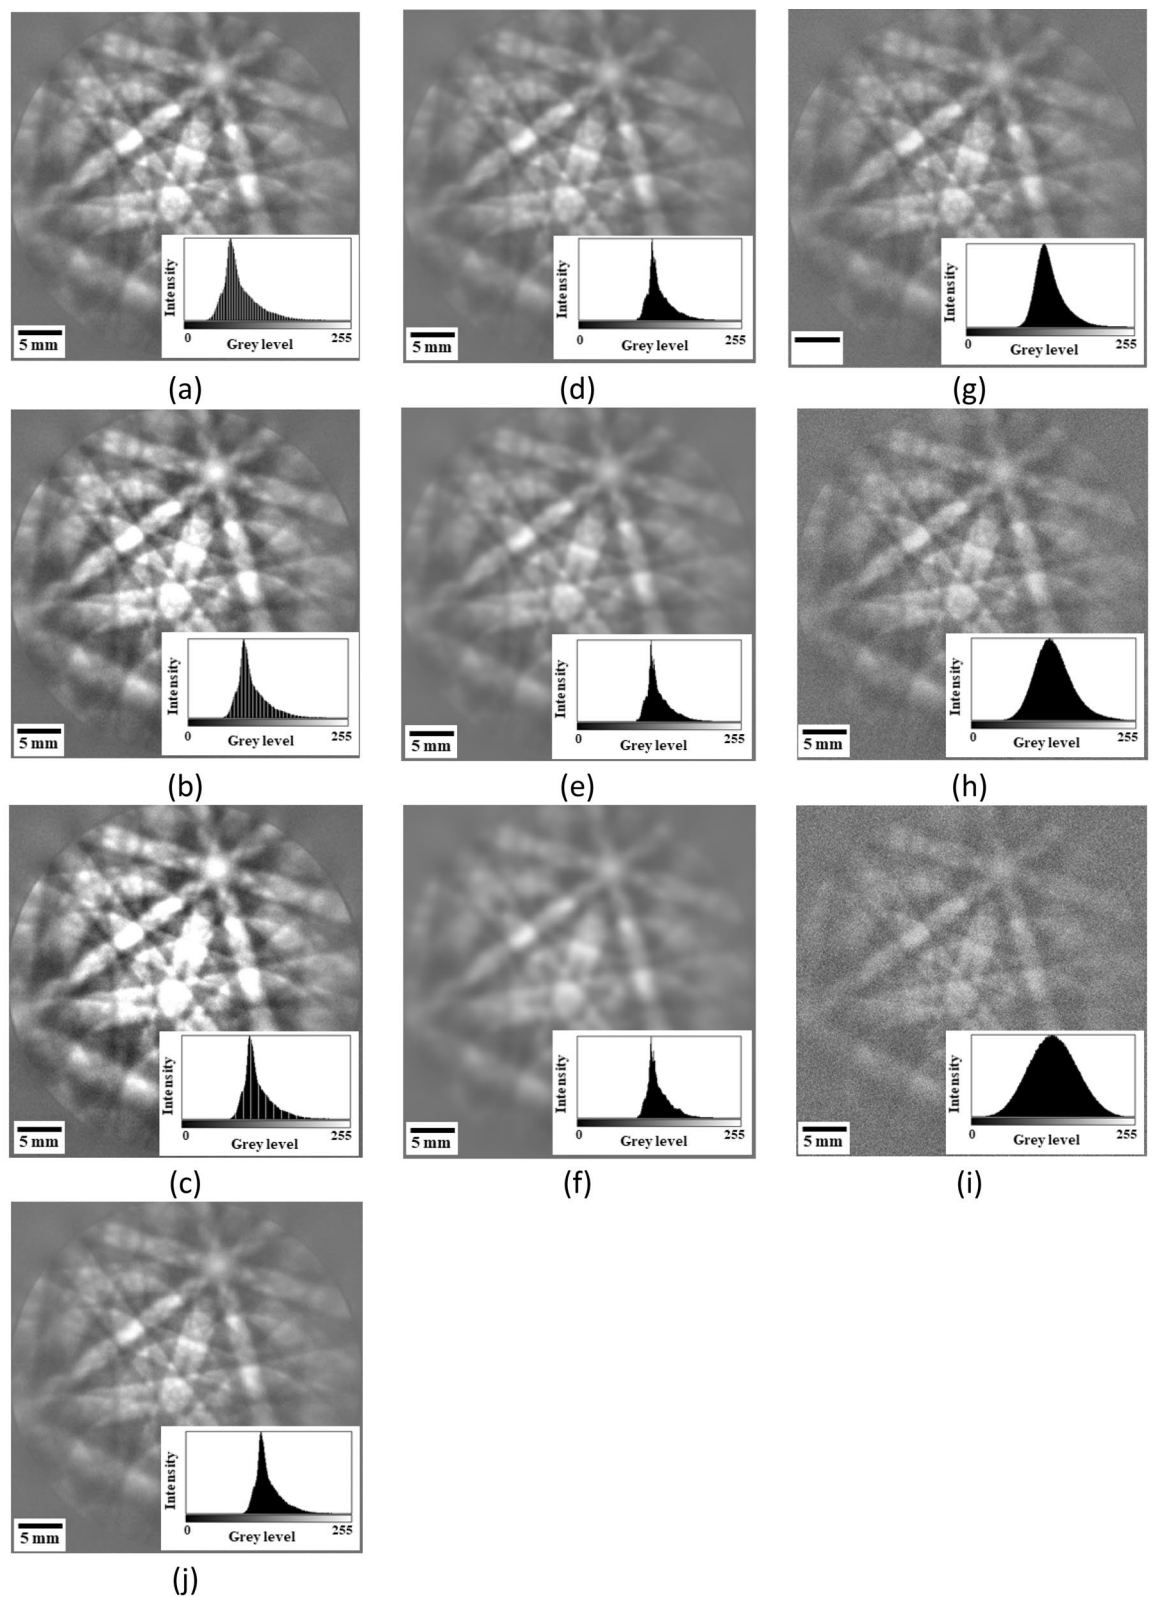 Intensity
0 255
Grey level
5 mm
(a)
Intensity
0 255
Grey level
5 mm
(d)
Intensity
0 255
Grey level
(g)
Intensity
0 255
Grey level
5 mm
(b)
Intensity
0 255
Grey level
5 mm
(e)
Intensity
0 255
Grey level
5 mm
(h)
Intensity
0 255
Grey level
5 mm
(c)
Intensity
0 255
Grey level
5 mm
(f)
Intensity
0 255
Grey level
5 mm
(i)
Intensity
0 255
Grey level
5 mm
(j)